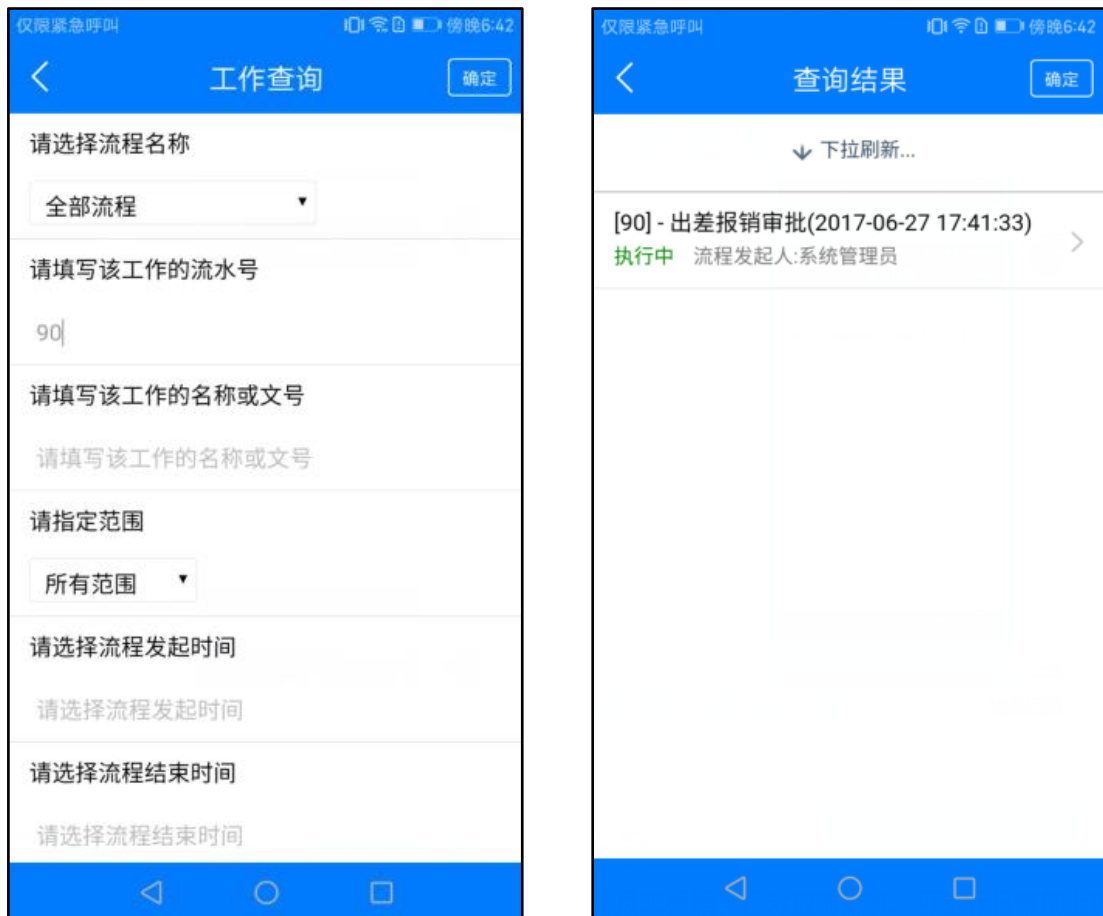 仅限紧急呼叫
傍晚6:42
工作查询
确定
请选择流程名称
全部流程
请填写该工作的流水号
90
请填写该工作的名称或文号
请填写该工作的名称或文号
请指定范围
所有范围
请选择流程发起时间
请选择流程发起时间
请选择流程结束时间
请选择流程结束时间
仅限紧急呼叫
傍晚6:42
查询结果
确定
下拉刷新...
[90] - 出差报销审批(2017-06-27 17:41:33)
执行中 流程发起人:系统管理员